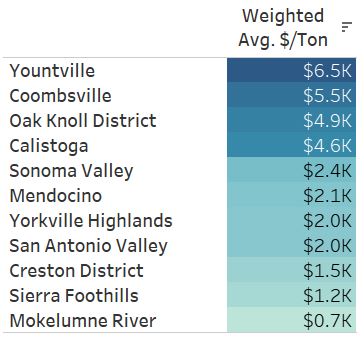 Weighted
Avg. $/Ton
Yountville $6.5K
Coombsville $5.5K
Oak Knoll District $4.9K
Calistoga $4.6K
Sonoma Valley $2.4K
Mendocino $2.1K
Yorkville Highlands $2.0K
San Antonio Valley $2.0K
Creston District $1.5K
Sierra Foothills $1.2K
Mokelumne River $0.7K